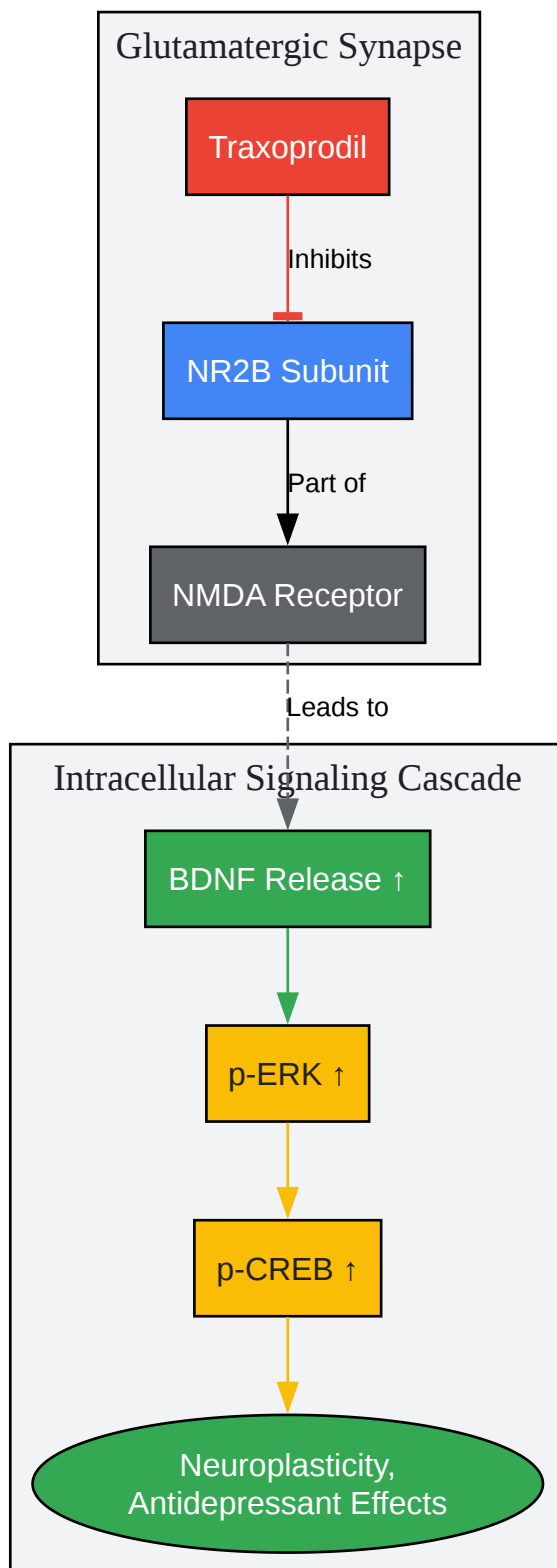 Glutamatergic Synapse
Traxoprodil
Inhibits
NR2B Subunit
Part of
NMDA Receptor
Leads to
Intracellular Signaling Cascade
BDNF Release ↑
p-ERK ↑
p-CREB ↑
Neuroplasticity,
Antidepressant Effects